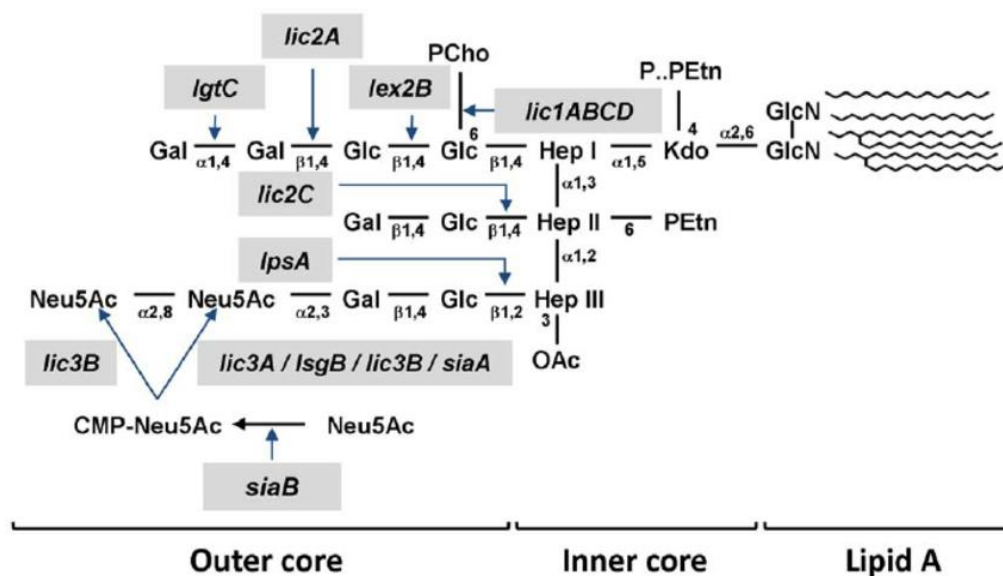 lic2A
PCho
P..PEtn
lgtC
lex2B
lic1ABCD
GlcN
6
4
α2,6
Gal α1,4 Gal β1,4 Glc β1,4 Glc β1,4 Hep I α1,5 Kdo GlcN
α1,3
lic2C
Gal β1,4 Glc β1,4 Hep II 6 PEtn
α1,2
lpsA
Neu5Ac α2,8 Neu5Ac α2,3 Gal β1,4 Glc β1,2 Hep III
3
lic3B
lic3A / lsgB / lic3B / siaA
OAc
CMP-Neu5Ac Neu5Ac
siaB
Outer core Inner core Lipid A